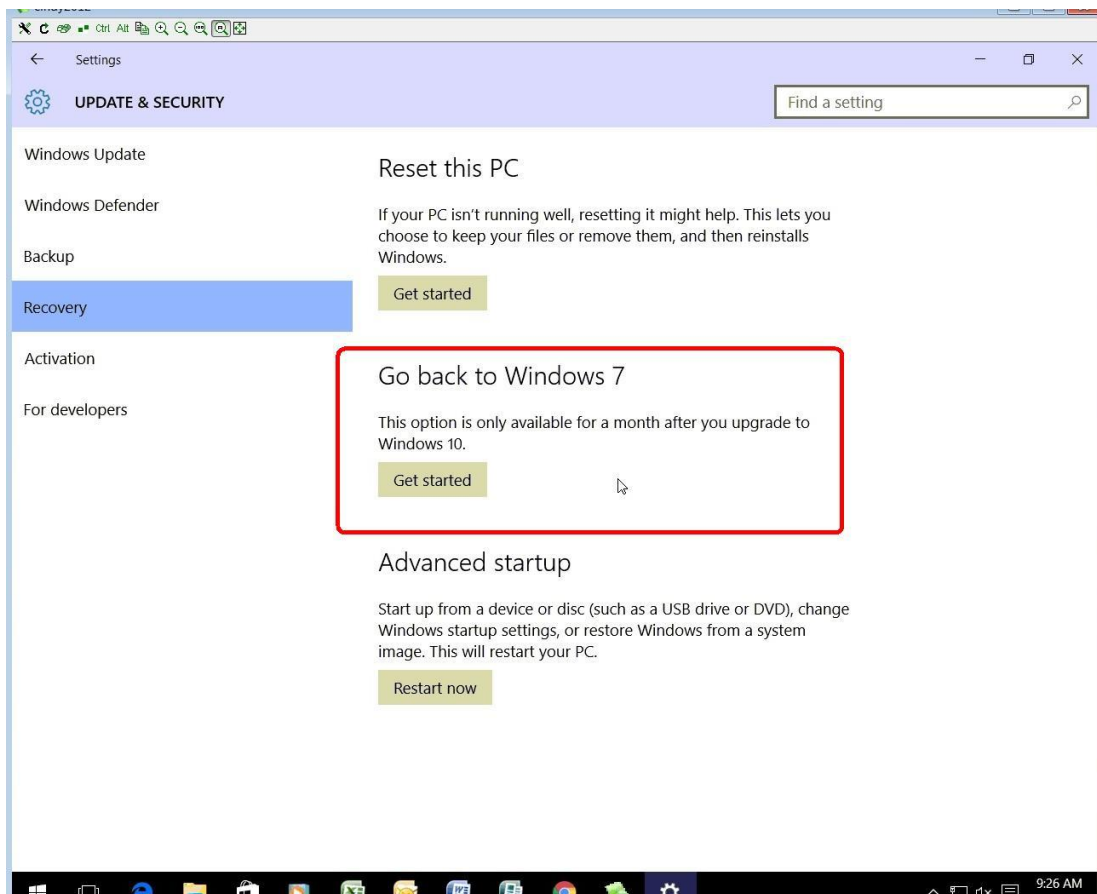 Ctrl Alt
Settings
UPDATE & SECURITY
Find a setting
Windows Update
Windows Defender
Backup
Recovery
Activation
For developers
Reset this PC
If your PC isn't running well, resetting it might help. This lets you
choose to keep your files or remove them, and then reinstalls
Windows.
Get started
Go back to Windows 7
This option is only available for a month after you upgrade to
Windows 10.
Get started
Advanced startup
Start up from a device or disc (such as a USB drive or DVD), change
Windows startup settings, or restore Windows from a system
image. This will restart your PC.
Restart now
9:26 AM